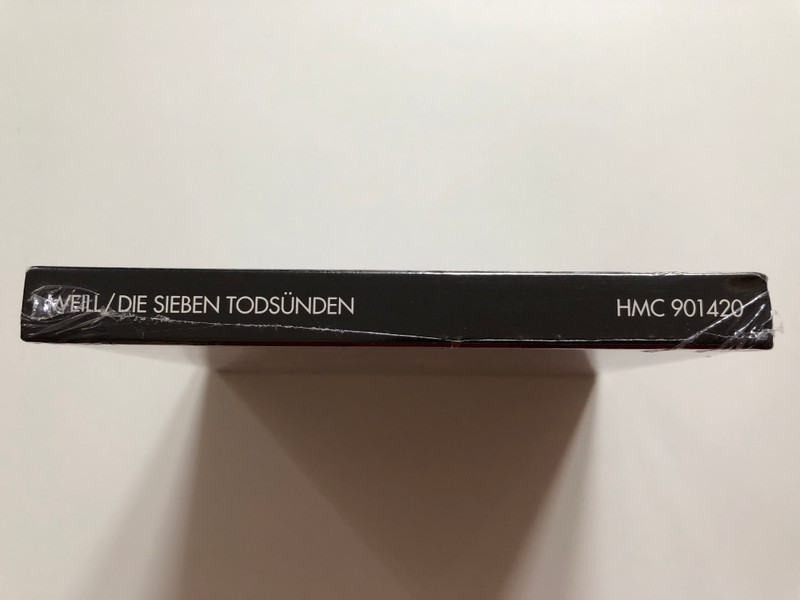 WEILL/DIE SIEBEN TODSÜNDEN
HMC 901420